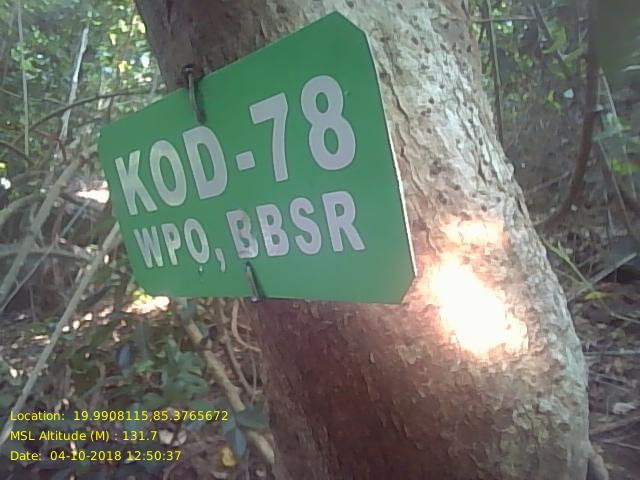 KOD-78
WPO, BBSR
Location: 19.9908115,85.3765672
MSL Altitude (M) : 131.7
Date: 04-10-2018 12:50:37